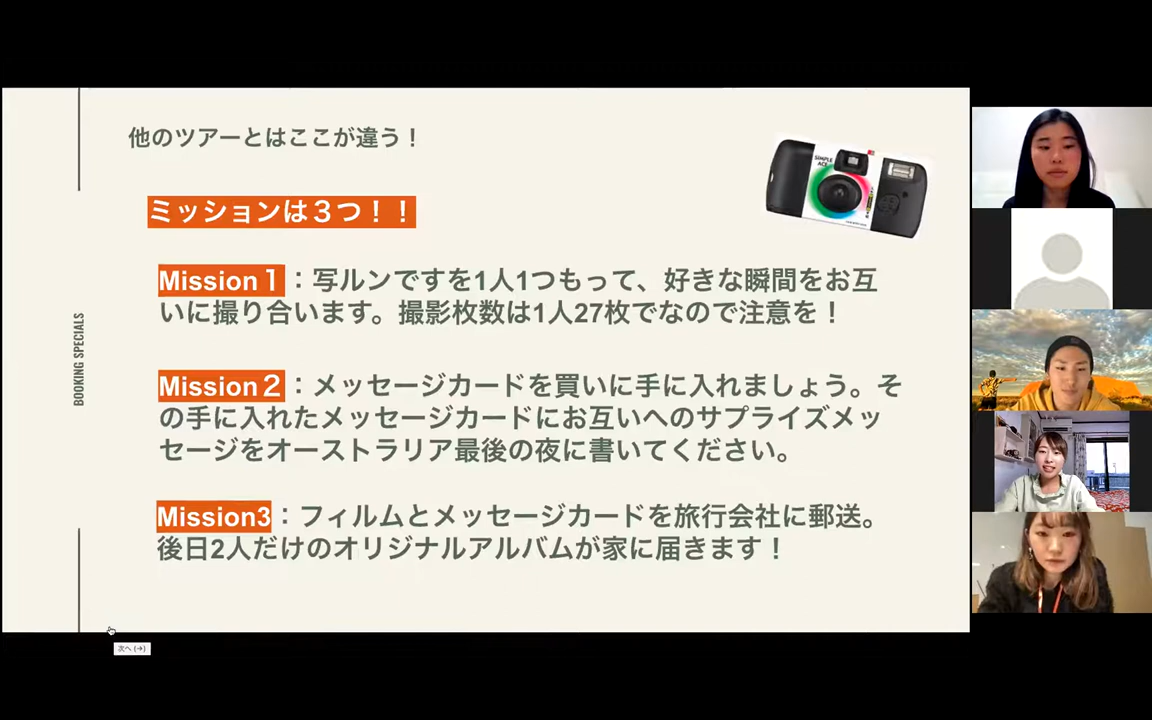 他のツアーとはここが違う！
SIMPLE
ACE
ミッションは３つ！！
Mission１：写ルンですを1人1つもって、好きな瞬間をお互
いに撮り合います。撮影枚数は1人27枚でなので注意を！
BOOKING SPECIALS
Mission２：メッセージカードを買いに手に入れましょう。そ
の手に入れたメッセージカードにお互いへのサプライズメッ
セージをオーストラリア最後の夜に書いてください。
Mission3：フィルムとメッセージカードを旅行会社に郵送。
後日2人だけのオリジナルアルバムが家に届きます！
次へ (→)